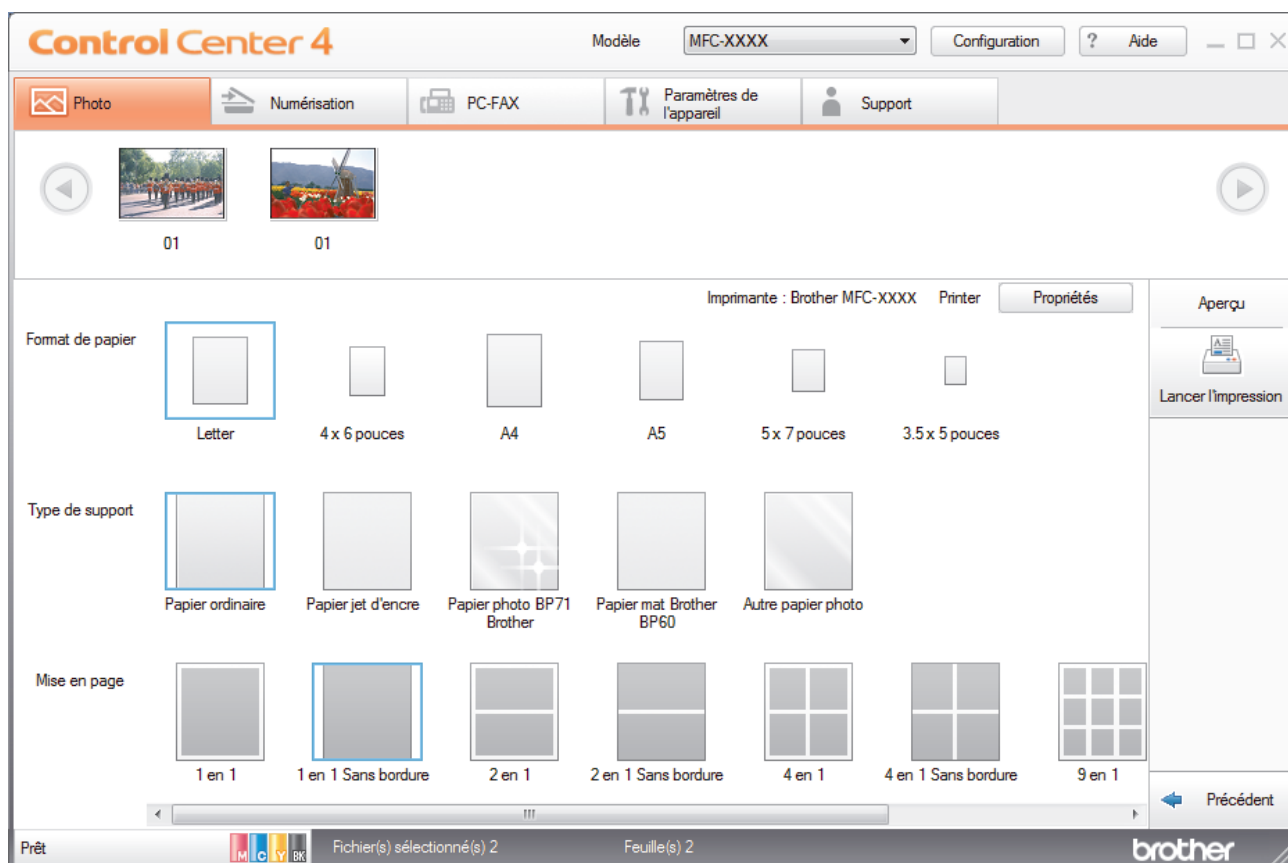 Control Center 4
Modèle
MFC-XXXX
Configuration
? Aide
Photo
Numérisation
PC-FAX
Paramètres de
l'appareil
Support
01
01
Imprimante : Brother MFC-XXXX Printer
Propriétés
Aperçu
Lancer l'impression
Format de papier
Letter
4 x 6 pouces
A4
A5
5 x 7 pouces
3.5 x 5 pouces
Type de support
Papier ordinaire
Papier jet d'encre
Papier photo BP71
Brother
Papier mat Brother
BP60
Autre papier photo
Mise en page
1 en 1
1 en 1 Sans bordure
2 en 1
2 en 1 Sans bordure
4 en 1
4 en 1 Sans bordure
9 en 1
Précédent
Prêt
M C Y BK
Fichier(s) sélectionné(s) 2
Feuille(s) 2
brother